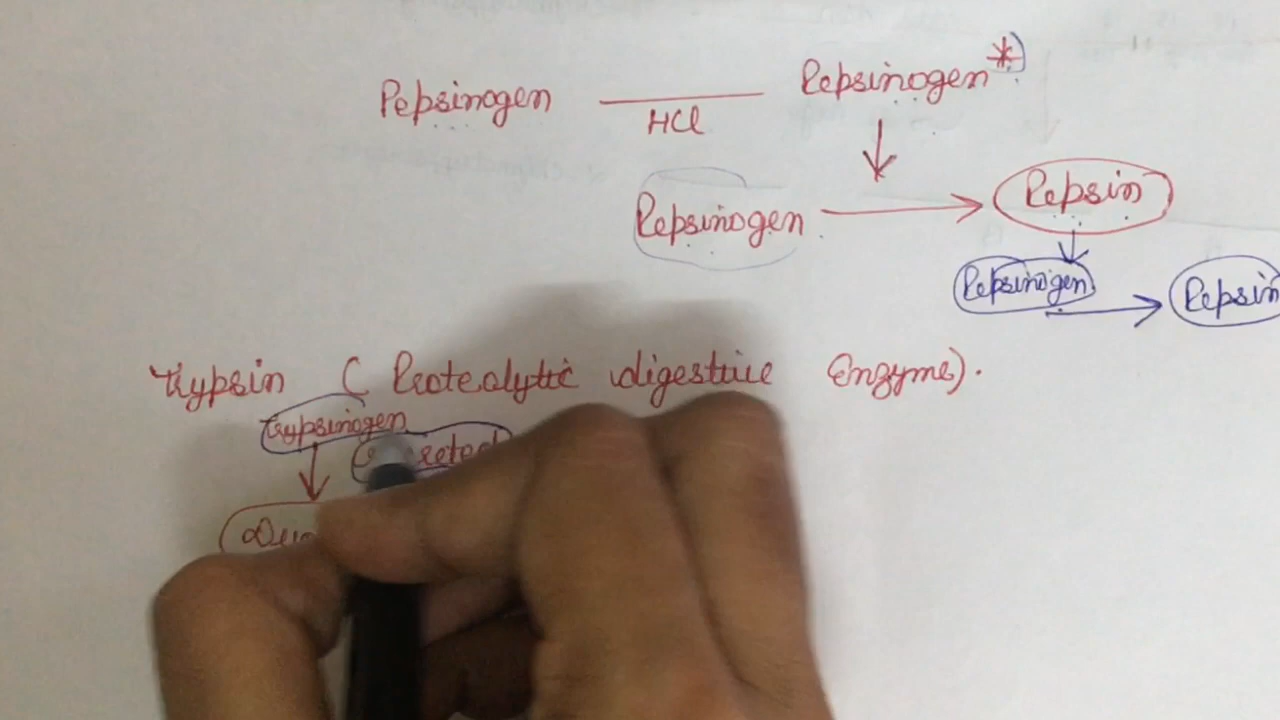 Pepsinogen Pepsinogen*
HCl
Pepsinogen → Pepsin
Pepsinogen → Pepsin
Trypsin ( Proteolytic digestive Enzyme).
Trypsinogen